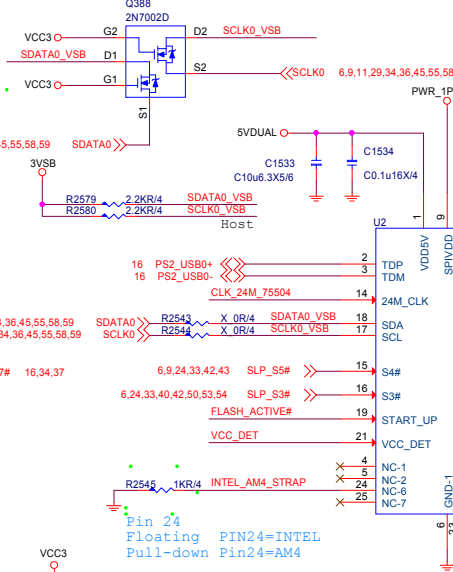 Q388
2N7002D
VCC3 G2 D2 SCLK0_VSB
SDATA0_VSB D1
VCC3 G1 S2 SCLK0 6,9,11,29,34,36,45,55,58
S1
PWR_1P
45,55,58,59 SDATA0
5VDUAL
3VSB
C1533
C10u6.3X5/6
C1534
C0.1u16X/4
R2579 2.2KR/4 SDATA0_VSB
R2580 2.2KR/4 SCLK0_VSB
Host
U2
1
9
VDD5V
SPIVDD
16 PS2_USB0+ 2 TDP
16 PS2_USB0- 3 TDM
CLK_24M_75504 14 24M_CLK
4,36,45,55,58,59 SDATA0 R2543 X_0R/4 SDATA0_VSB 18 SDA
34,36,45,55,58,59 SCLK0 R2544 X_0R/4 SCLK0_VSB 17 SCL
7# 16,34,37
6,9,24,33,42,43 SLP_S5# 15 S4#
6,24,33,40,42,50,53,54 SLP_S3# 16 S3#
FLASH_ACTIVE# 19 START_UP
VCC_DET 21 VCC_DET
4 NC-1
5 NC-2
R2545 1KR/4 INTEL_AM4_STRAP 24 NC-6
25 NC-7
GND-1
6
23
Pin 24
Floating PIN24=INTEL
Pull-down Pin24=AM4
VCC3